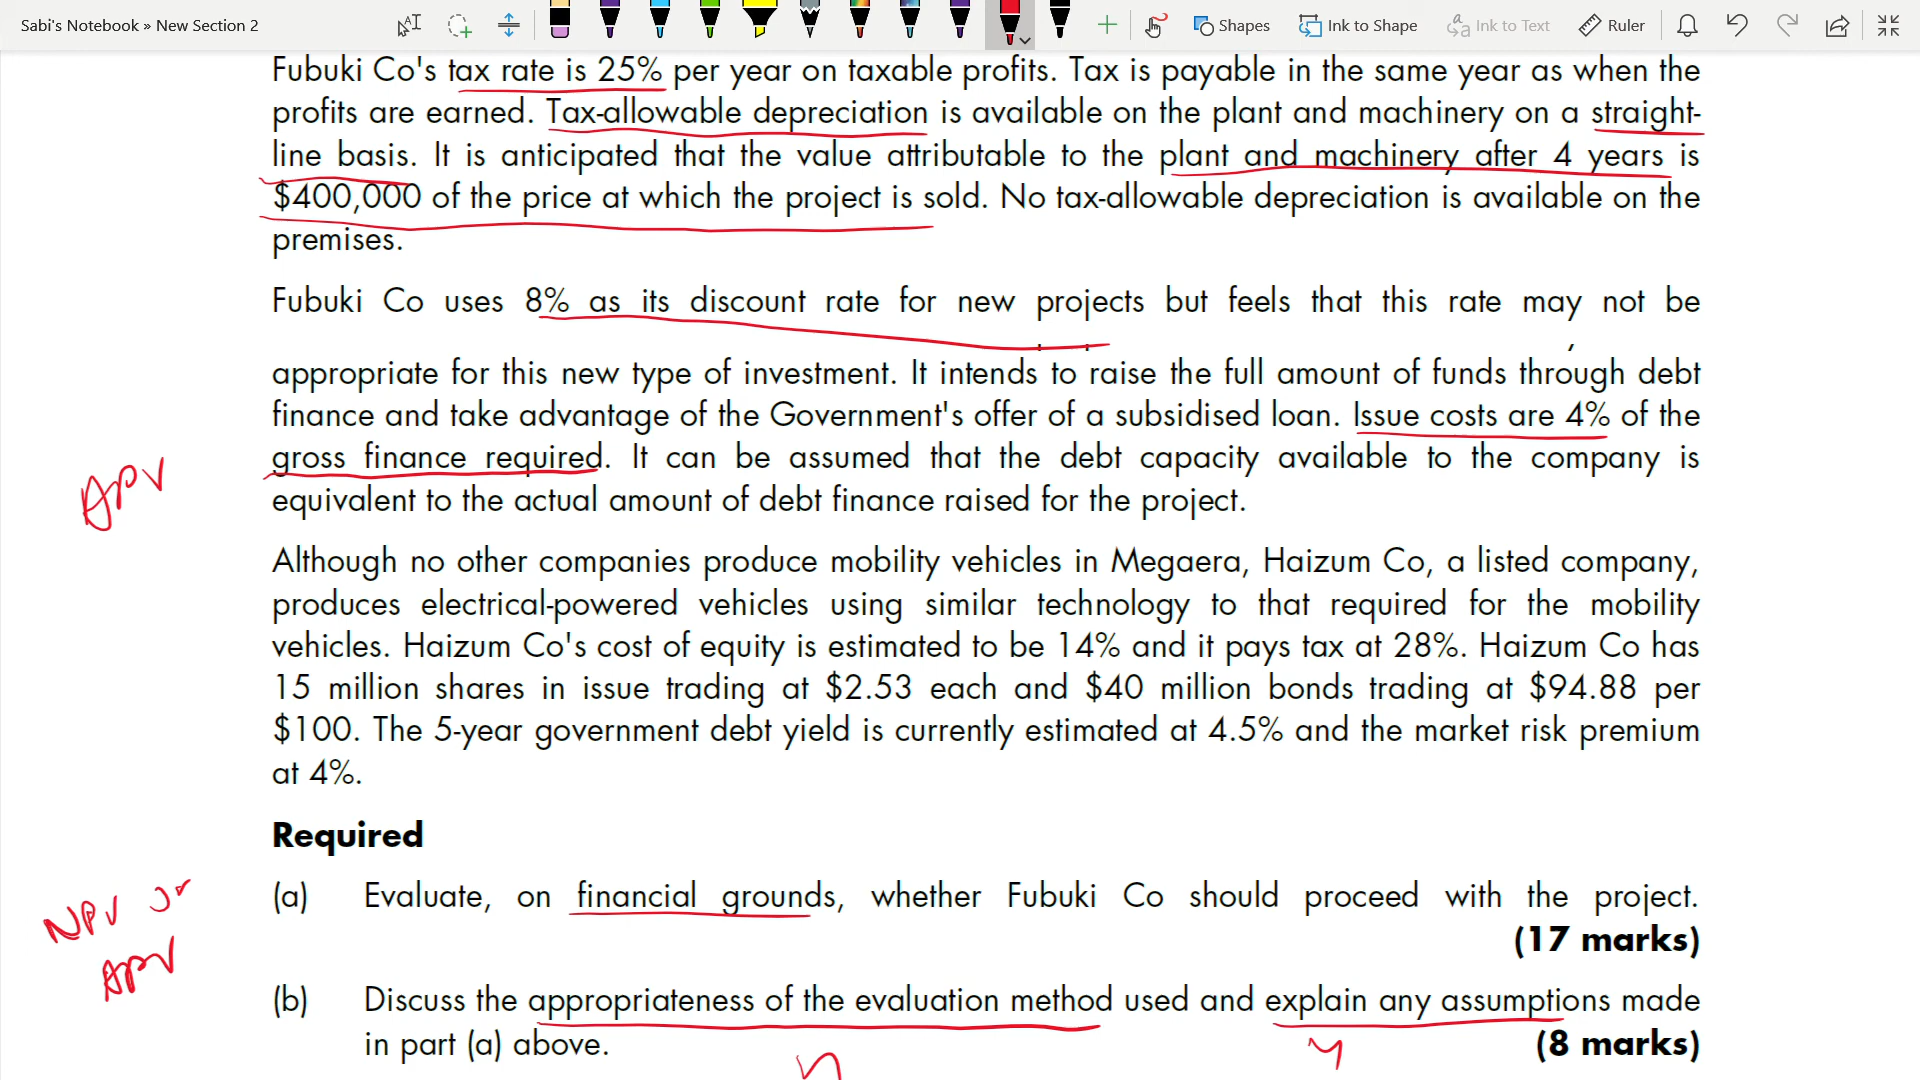 Sabi's Notebook » New Section 2
Shapes
Ink to Shape
Ink to Text
Ruler
Fubuki Co's tax rate is 25% per year on taxable profits. Tax is payable in the same year as when the
profits are earned. Tax-allowable depreciation is available on the plant and machinery on a straight-
line basis. It is anticipated that the value attributable to the plant and machinery after 4 years is
$400,000 of the price at which the project is sold. No tax-allowable depreciation is available on the
premises.
Fubuki Co uses 8% as its discount rate for new projects but feels that this rate may not be
appropriate for this new type of investment. It intends to raise the full amount of funds through debt
finance and take advantage of the Government's offer of a subsidised loan. Issue costs are 4% of the
gross finance required. It can be assumed that the debt capacity available to the company is
equivalent to the actual amount of debt finance raised for the project.
APV
Although no other companies produce mobility vehicles in Megaera, Haizum Co, a listed company,
produces electrical-powered vehicles using similar technology to that required for the mobility
vehicles. Haizum Co's cost of equity is estimated to be 14% and it pays tax at 28%. Haizum Co has
15 million shares in issue trading at $2.53 each and $40 million bonds trading at $94.88 per
$100. The 5-year government debt yield is currently estimated at 4.5% and the market risk premium
at 4%.
Required
(a) Evaluate, on financial grounds, whether Fubuki Co should proceed with the project.
(17 marks)
NPV or
APV
(b) Discuss the appropriateness of the evaluation method used and explain any assumptions made
in part (a) above.
(8 marks)